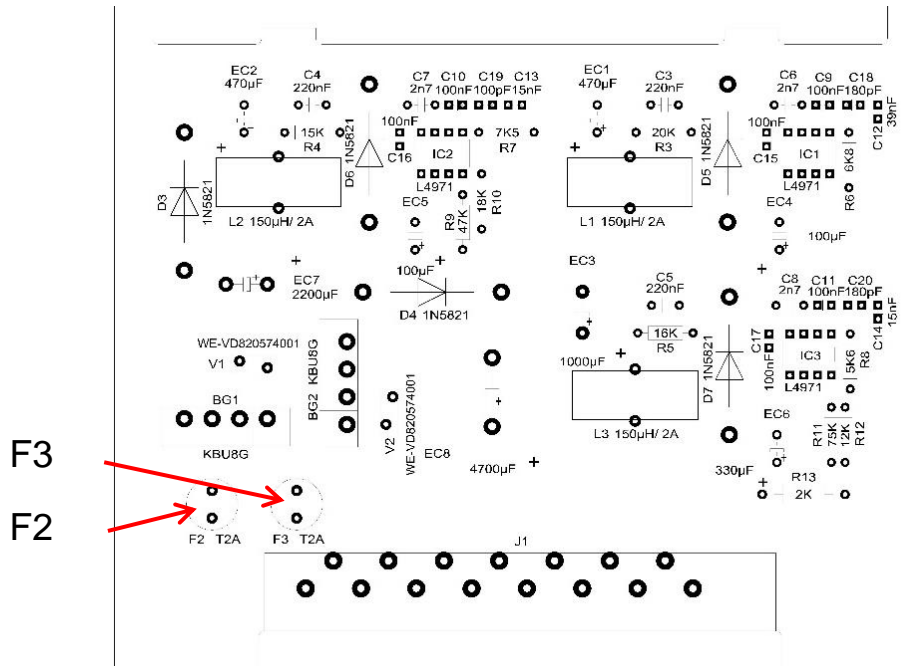 EC2
470µF
C4
220nF
C7
2n7
C10
100nF
C19
100pF
C13
15nF
EC1
470µF
C3
220nF
C6
2n7
C9
100nF
C18
180pF
39nF
C12
100nF
C16
15K
R4
D6 1N5821
IC2
L4971
7K5
R7
20K
R3
D5 1N5821
100nF
C15
IC1
L4971
6K8
R6
D3
1N5821
L2 150µH/ 2A
EC5
100µF
R9
47K
18K
R10
L1 150µH/ 2A
EC4
100µF
EC7
2200µF
D4 1N5821
EC3
1000µF
C5
220nF
16K
R5
C8
2n7
C11
100nF
C20
180pF
15nF
C14
C17
100nF
IC3
L4971
5K6
R8
D7 1N5821
WE-VD820574001
V1
BG1
KBU8G
BG2 KBU8G
V2
WE-VD820574001
EC8
4700µF
L3 150µH/ 2A
EC6
330µF
R11
75K
12K
R12
R13
2K
F3
F2
F2 T2A
F3 T2A
J1